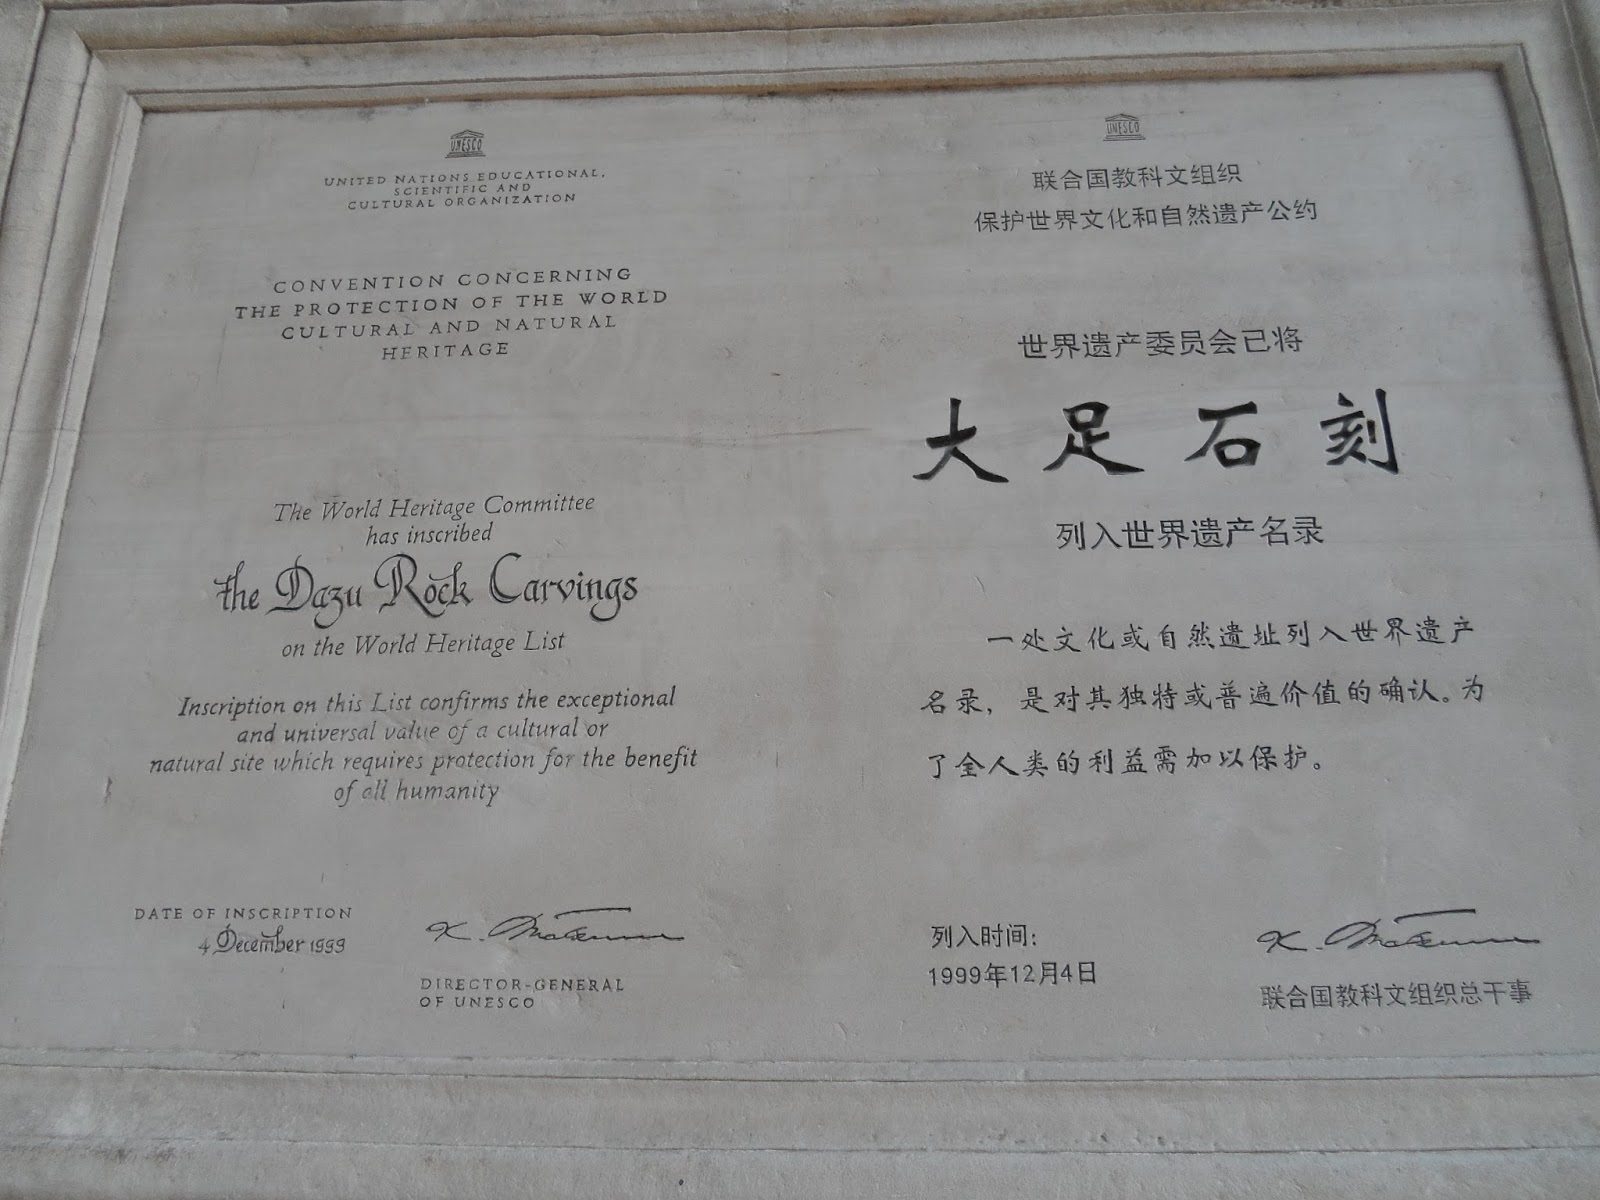 UNESCO
UNITED NATIONS EDUCATIONAL,
SCIENTIFIC AND
CULTURAL ORGANIZATION
CONVENTION CONCERNING
THE PROTECTION OF THE WORLD
CULTURAL AND NATURAL
HERITAGE
The World Heritage Committee
has inscribed
the Dazu Rock Carvings
on the World Heritage List
Inscription on this List confirms the exceptional
and universal value of a cultural or
natural site which requires protection for the benefit
of all humanity
DATE OF INSCRIPTION
4 December 1999
DIRECTOR-GENERAL
OF UNESCO
UNESCO
联合国教科文组织
保护世界文化和自然遗产公约
世界遗产委员会已将
大足石刻
列入世界遗产名录
一处文化或自然遗址列入世界遗产
名录，是对其独特或普遍价值的确认。为
了全人类的利益需加以保护。
列入时间:
1999年12月4日
联合国教科文组织总干事